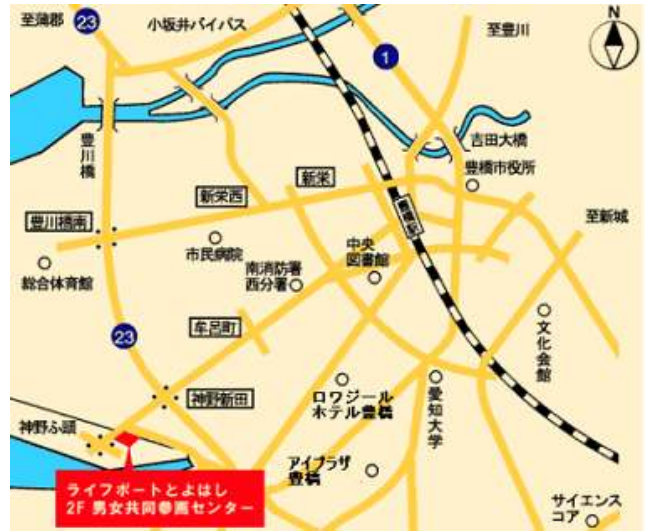 至蒲郡
23
小坂井バイパス
1
至豊川
N
豊川橋
吉田大橋
豊橋市役所
新栄
新栄西
豊川橋南
豊橋駅
至新城
市民病院
中央
図書館
総合体育館
南消防署
西分署
牟呂町
23
文化会館
神野新田
ロワジール
ホテル豊橋
愛知大学
神野ふ頭
アイプラザ
豊橋
ライフポートとよはし
2F 男女共同参画センター
サイエンス
コア